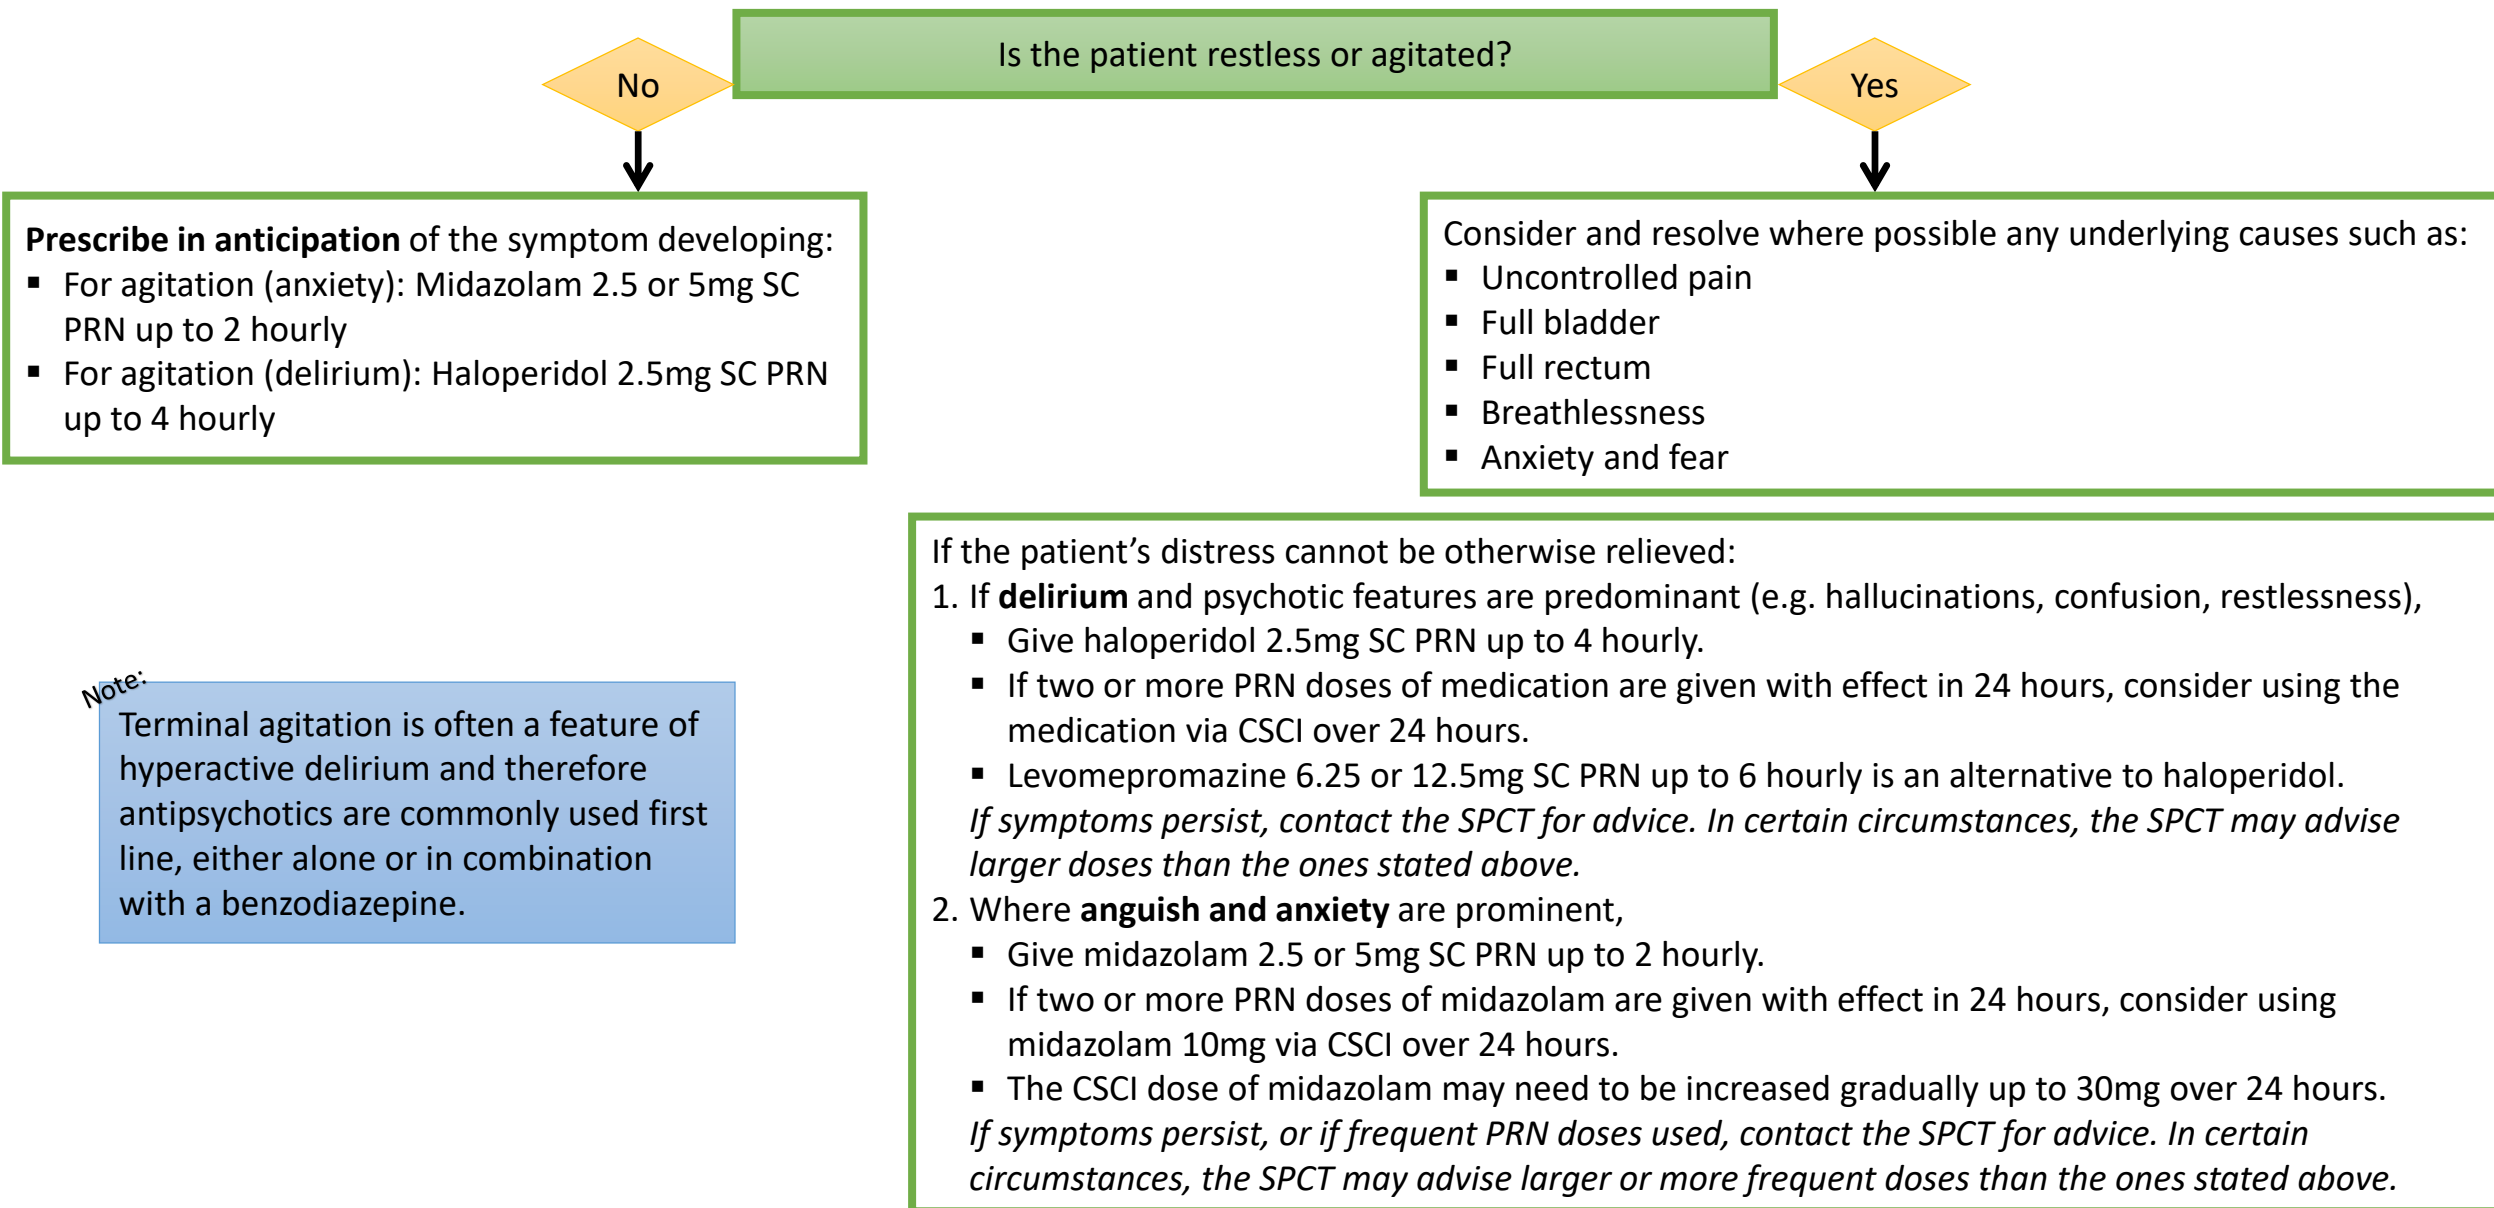 Is the patient restless or agitated?
No
Yes
Prescribe in anticipation of the symptom developing:
▪ For agitation (anxiety): Midazolam 2.5 or 5mg SC
PRN up to 2 hourly
▪ For agitation (delirium): Haloperidol 2.5mg SC PRN
up to 4 hourly
Consider and resolve where possible any underlying causes such as:
▪ Uncontrolled pain
▪ Full bladder
▪ Full rectum
▪ Breathlessness
▪ Anxiety and fear
Note:
Terminal agitation is often a feature of
hyperactive delirium and therefore
antipsychotics are commonly used first
line, either alone or in combination
with a benzodiazepine.
If the patient’s distress cannot be otherwise relieved:
1. If delirium and psychotic features are predominant (e.g. hallucinations, confusion, restlessness),
▪ Give haloperidol 2.5mg SC PRN up to 4 hourly.
▪ If two or more PRN doses of medication are given with effect in 24 hours, consider using the
medication via CSCI over 24 hours.
▪ Levomepromazine 6.25 or 12.5mg SC PRN up to 6 hourly is an alternative to haloperidol.
If symptoms persist, contact the SPCT for advice. In certain circumstances, the SPCT may advise
larger doses than the ones stated above.
2. Where anguish and anxiety are prominent,
▪ Give midazolam 2.5 or 5mg SC PRN up to 2 hourly.
▪ If two or more PRN doses of midazolam are given with effect in 24 hours, consider using
midazolam 10mg via CSCI over 24 hours.
▪ The CSCI dose of midazolam may need to be increased gradually up to 30mg over 24 hours.
If symptoms persist, or if frequent PRN doses used, contact the SPCT for advice. In certain
circumstances, the SPCT may advise larger or more frequent doses than the ones stated above.